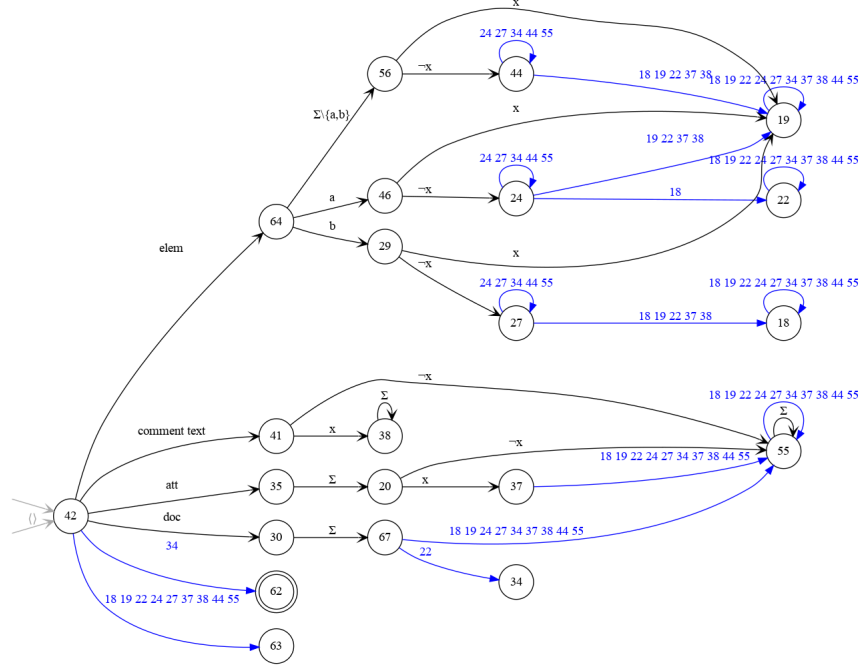 x
24 27 34 44 55
56
¬x
44
18 19 22 37 38
18 19 22 24 27 34 37 38 44 55
19
Σ\{a,b}
x
19 22 37 38
24 27 34 44 55
18 19 22 24 27 34 37 38 44 55
46
¬x
24
18
22
a
64
b
29
x
elem
¬x
24 27 34 44 55
18 19 22 24 27 34 37 38 44 55
27
18 19 22 37 38
18
¬x
18 19 22 24 27 34 37 38 44 55
Σ
Σ
comment text
41
x
38
¬x
55
18 19 22 24 27 34 37 38 44 55
att
35
Σ
20
x
37
42
⟨⟩
doc
30
Σ
67
18 19 24 27 34 37 38 44 55
34
22
34
62
18 19 22 24 27 37 38 44 55
63